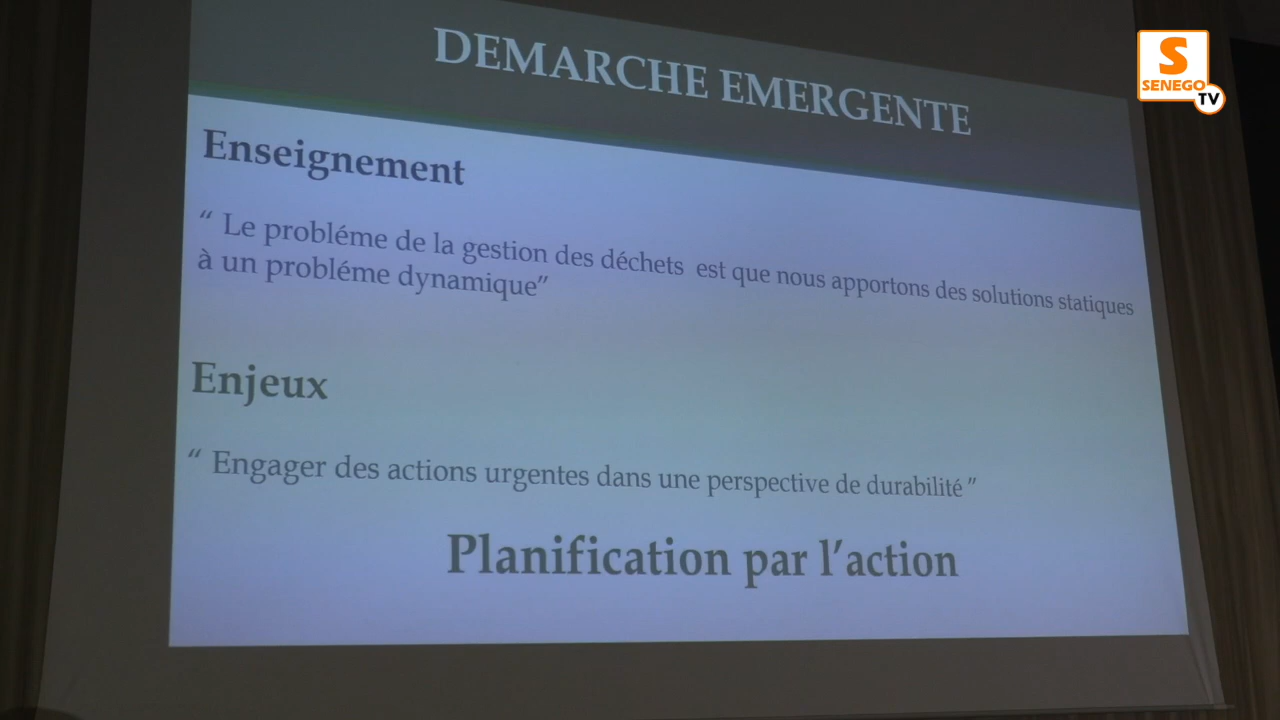 DEMARCHE EMERGENTE
S
SENEGO
TV
Enseignement
“ Le probléme de la gestion des déchets est que nous apportons des solutions statiques
à un probléme dynamique”
Enjeux
“ Engager des actions urgentes dans une perspective de durabilité ”
Planification par l’action